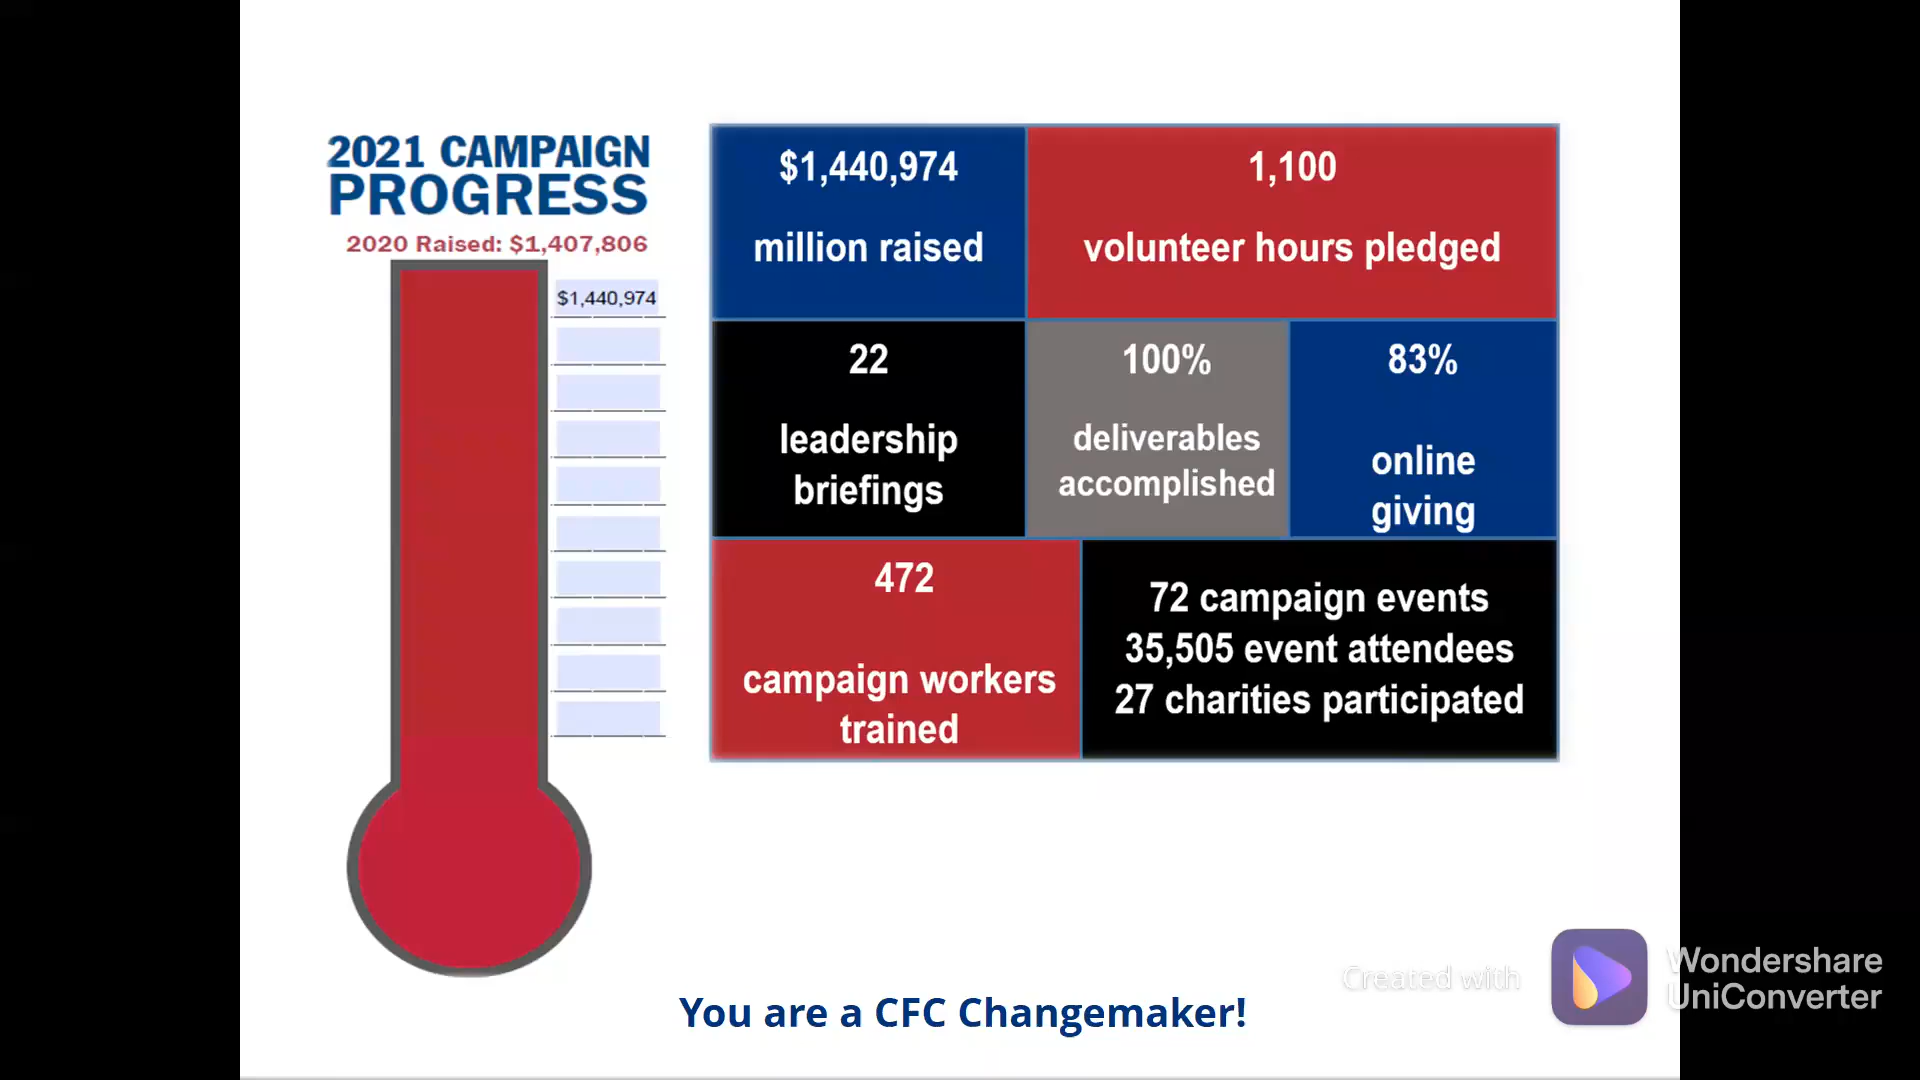 2021 CAMPAIGN
PROGRESS
2020 Raised: $1,407,806
$1,440,974
$1,440,974
million raised
1,100
volunteer hours pledged
22
leadership
briefings
100%
deliverables
accomplished
83%
online
giving
472
campaign workers
trained
72 campaign events
35,505 event attendees
27 charities participated
You are a CFC Changemaker!
Created with
Wondershare
UniConverter